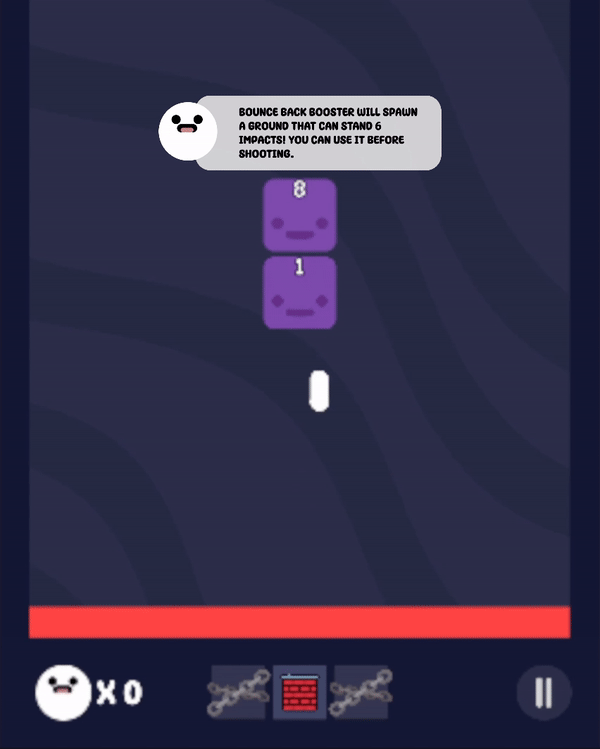 BOUNCE BACK BOOSTER WILL SPAWN
A GROUND THAT CAN STAND 6
IMPACTS! YOU CAN USE IT BEFORE
SHOOTING.
8
1
X 0